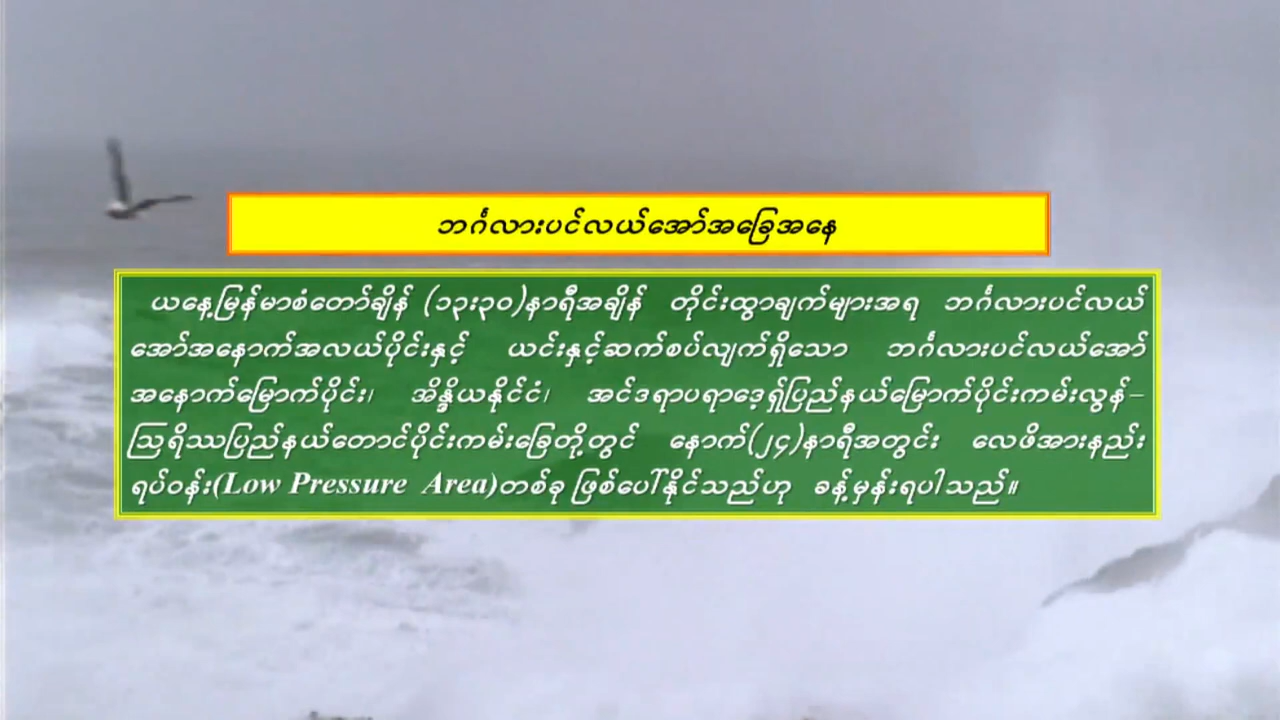 ဘင်္ဂလားပင်လယ်အော်အခြေအနေ
ယနေ့မြန်မာစံတော်ချိန် (၁၃း၃၀)နာရီအချိန် တိုင်းထွာချက်များအရ ဘင်္ဂလားပင်လယ်
အော်အနောက်အလယ်ပိုင်းနှင့် ယင်းနှင့်ဆက်စပ်လျက်ရှိသော ဘင်္ဂလားပင်လယ်အော်
အနောက်မြောက်ပိုင်း၊ အိန္ဒိယနိုင်ငံ၊ အင်ဒရာပရာဒေ့ရှ်ပြည်နယ်မြောက်ပိုင်းကမ်းလွန်–
ဩရိဿပြည်နယ်တောင်ပိုင်းကမ်းခြေတို့တွင် နောက်(၂၄)နာရီအတွင်း လေဖိအားနည်း
ရပ်ဝန်း(Low Pressure Area)တစ်ခု ဖြစ်ပေါ်နိုင်သည်ဟု ခန့်မှန်းရပါသည်။